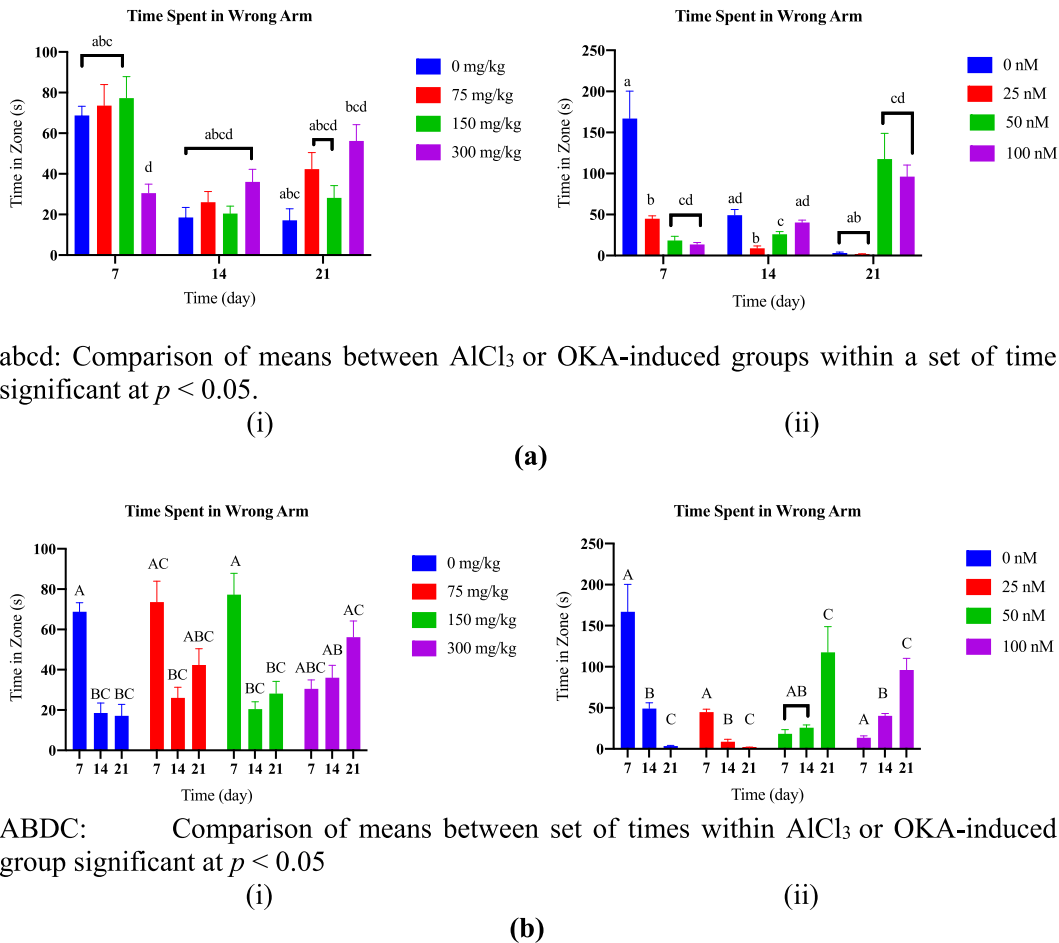 Time Spent in Wrong Arm
Time in Zone (s)
100
80
60
40
20
0
abc
d
abcd
abc
abcd
bcd
7
14
21
Time (day)
0 mg/kg
75 mg/kg
150 mg/kg
300 mg/kg
Time Spent in Wrong Arm
Time in Zone (s)
250
200
150
100
50
0
a
b
cd
ad
b
c
ad
ab
cd
7
14
21
Time (day)
0 nM
25 nM
50 nM
100 nM
abcd: Comparison of means between AlCl₃ or OKA-induced groups within a set of time
significant at p < 0.05.
(i)
(ii)
(a)
Time Spent in Wrong Arm
Time in Zone (s)
100
80
60
40
20
0
A
BC
BC
AC
BC
ABC
A
BC
BC
ABC
AB
AC
7 14 21 7 14 21 7 14 21 7 14 21
Time (day)
0 mg/kg
75 mg/kg
150 mg/kg
300 mg/kg
Time Spent in Wrong Arm
Time in Zone (s)
250
200
150
100
50
0
A
B
C
A
B
C
AB
C
A
B
C
7 14 21 7 14 21 7 14 21 7 14 21
Time (day)
0 nM
25 nM
50 nM
100 nM
ABDC: Comparison of means between set of times within AlCl₃ or OKA-induced
group significant at p < 0.05
(i)
(ii)
(b)